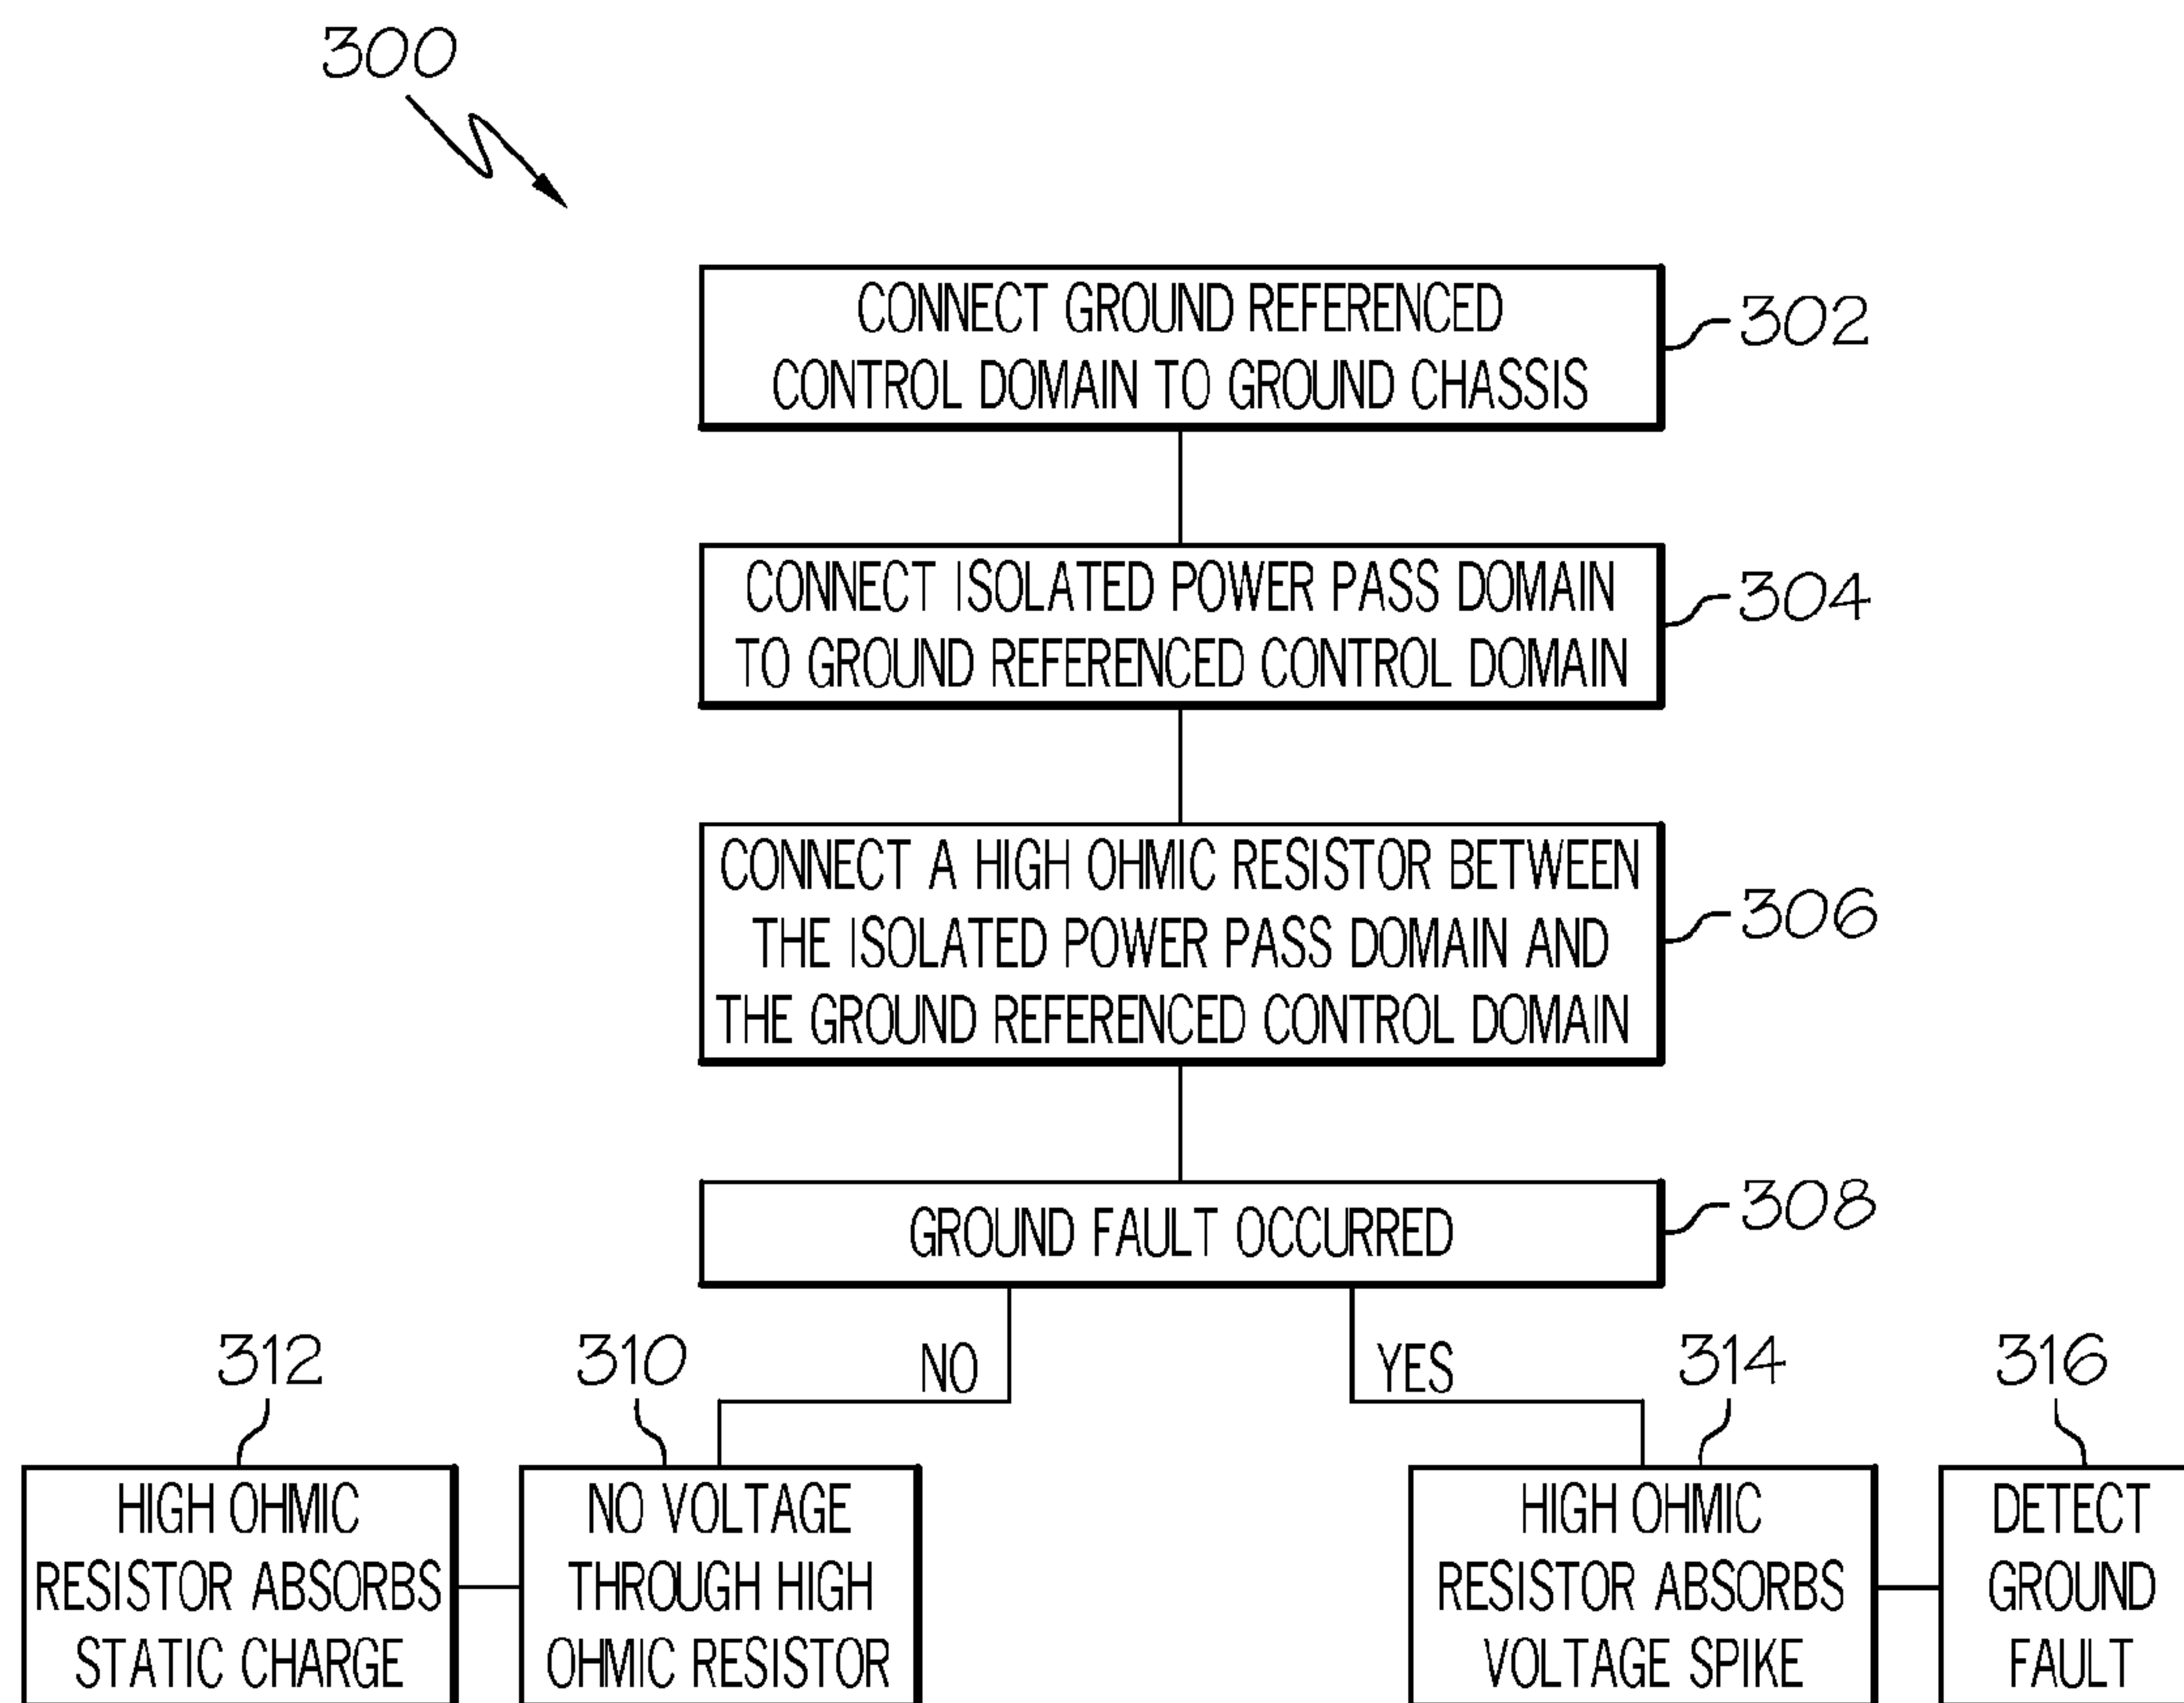 300
CONNECT GROUND REFERENCED
CONTROL DOMAIN TO GROUND CHASSIS
302
CONNECT ISOLATED POWER PASS DOMAIN
TO GROUND REFERENCED CONTROL DOMAIN
304
CONNECT A HIGH OHMIC RESISTOR BETWEEN
THE ISOLATED POWER PASS DOMAIN AND
THE GROUND REFERENCED CONTROL DOMAIN
306
GROUND FAULT OCCURRED
308
NO
YES
312
HIGH OHMIC
RESISTOR ABSORBS
STATIC CHARGE
310
NO VOLTAGE
THROUGH HIGH
OHMIC RESISTOR
314
HIGH OHMIC
RESISTOR ABSORBS
VOLTAGE SPIKE
316
DETECT
GROUND
FAULT